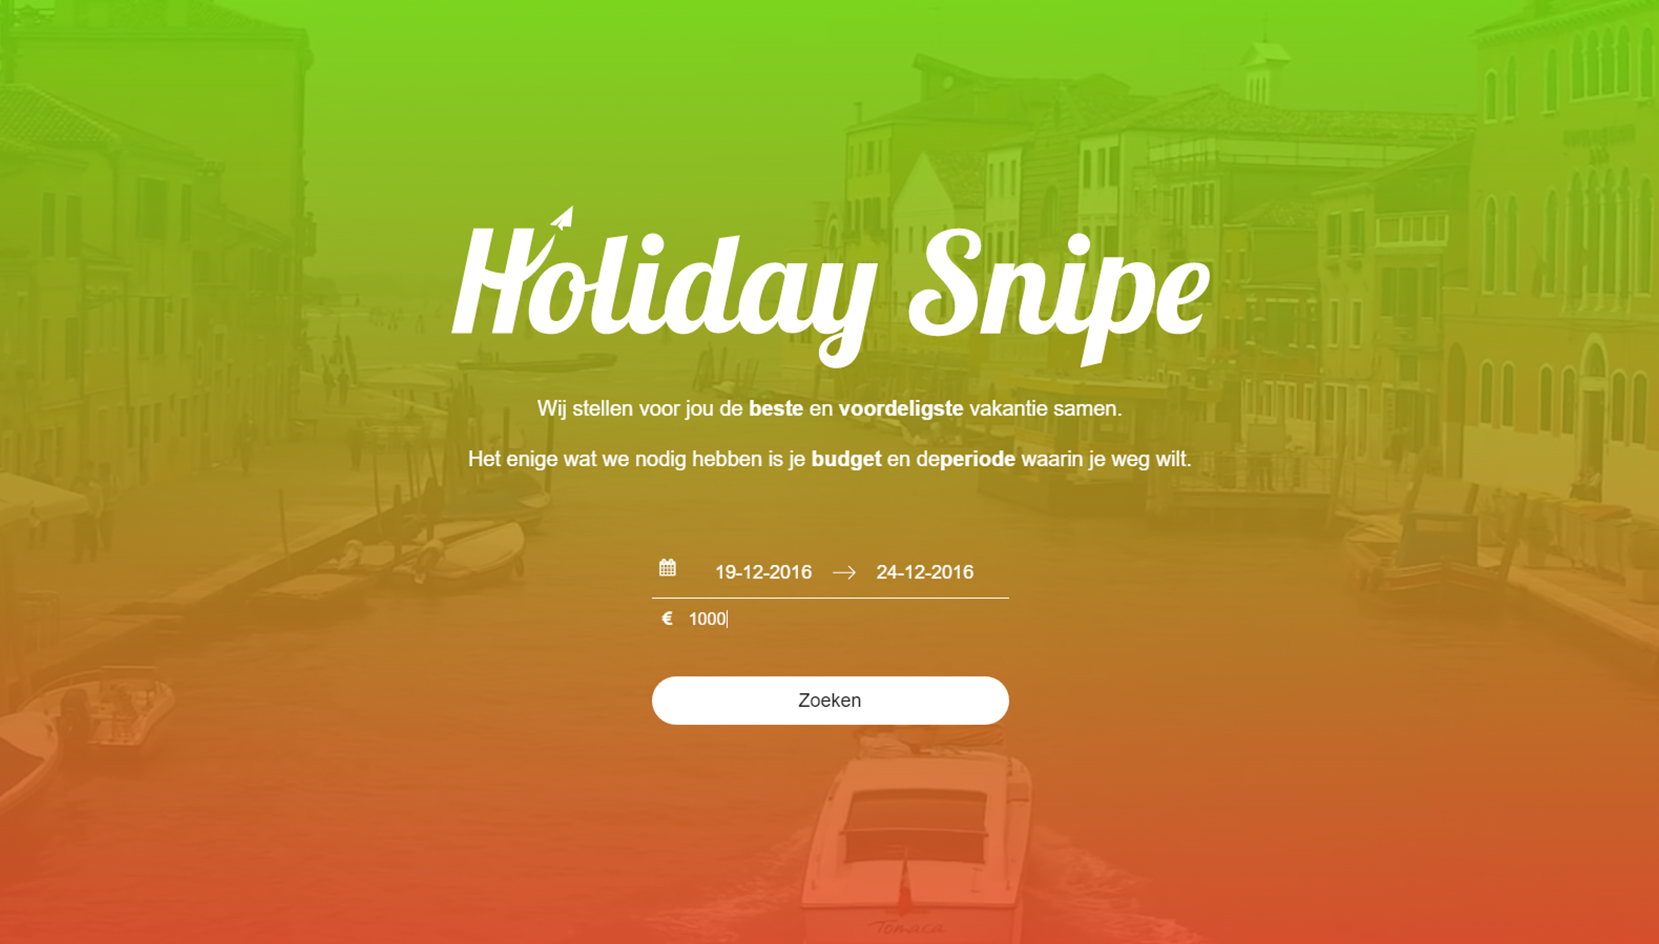 Holiday Snipe
Wij stellen voor jou de beste en voordeligste vakantie samen.
Het enige wat we nodig hebben is je budget en deperiode waarin je weg wilt.
19-12-2016 → 24-12-2016
€ 1000
Zoeken
Tomaca